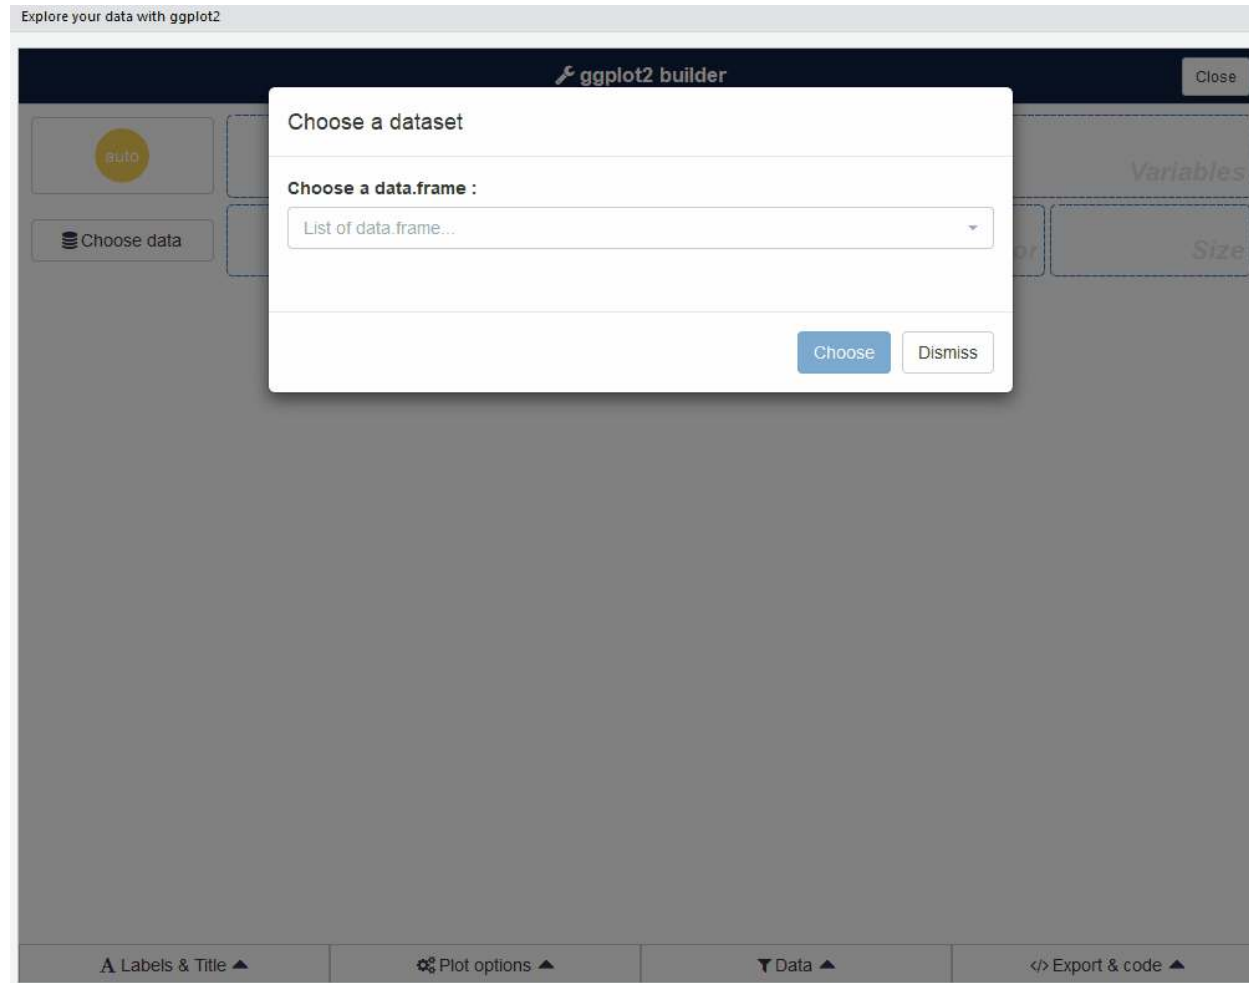 Explore your data with ggplot2
ggplot2 builder
Close
Choose a dataset
auto
Variables
Choose a data.frame :
List of data.frame...
Choose data
or
Size
Choose
Dismiss
A Labels & Title
Plot options
Data
</> Export & code